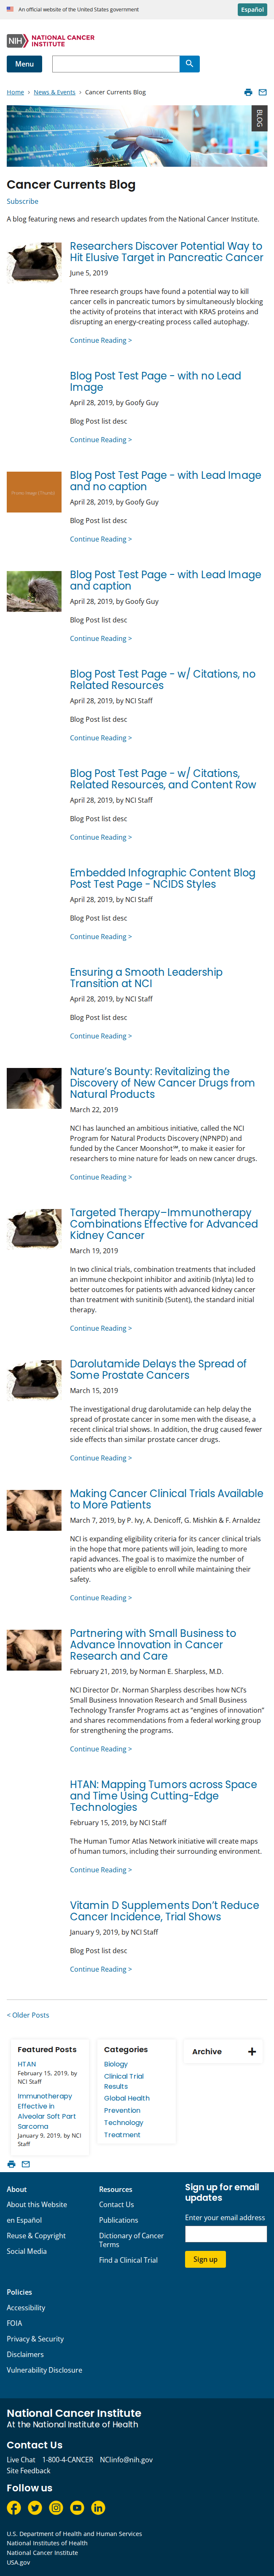 An official website of the United States government
Español
NIH NATIONAL CANCER
INSTITUTE
Menu
Home > News & Events > Cancer Currents Blog
BLOG
Cancer Currents Blog
Subscribe
A blog featuring news and research updates from the National Cancer Institute.
Researchers Discover Potential Way to
Hit Elusive Target in Pancreatic Cancer
June 5, 2019
Three research groups have found a potential way to kill
cancer cells in pancreatic tumors by simultaneously blocking
the activity of proteins that interact with KRAS proteins and
disrupting an energy-creating process called autophagy.
Continue Reading >
Blog Post Test Page - with no Lead
Image
April 28, 2019, by Goofy Guy
Blog Post list desc
Continue Reading >
Blog Post Test Page - with Lead Image
and no caption
April 28, 2019, by Goofy Guy
Blog Post list desc
Continue Reading >
Blog Post Test Page - with Lead Image
and caption
April 28, 2019, by Goofy Guy
Blog Post list desc
Continue Reading >
Blog Post Test Page - w/ Citations, no
Related Resources
April 28, 2019, by NCI Staff
Blog Post list desc
Continue Reading >
Blog Post Test Page - w/ Citations,
Related Resources, and Content Row
April 28, 2019, by NCI Staff
Blog Post list desc
Continue Reading >
Embedded Infographic Content Blog
Post Test Page - NCIDS Styles
April 28, 2019, by NCI Staff
Blog Post list desc
Continue Reading >
Ensuring a Smooth Leadership
Transition at NCI
April 28, 2019, by NCI Staff
Blog Post list desc
Continue Reading >
Nature's Bounty: Revitalizing the
Discovery of New Cancer Drugs from
Natural Products
March 22, 2019
NCI has launched an ambitious initiative, called the NCI
Program for Natural Products Discovery (NPNPD) and
funded by the Cancer Moonshot℠, to make it easier for
researchers to mine nature for leads on new cancer drugs.
Continue Reading >
Targeted Therapy–Immunotherapy
Combinations Effective for Advanced
Kidney Cancer
March 19, 2019
In two clinical trials, combination treatments that included
an immune checkpoint inhibitor and axitinib (Inlyta) led to
better outcomes for patients with advanced kidney cancer
than treatment with sunitinib (Sutent), the standard initial
therapy.
Continue Reading >
Darolutamide Delays the Spread of
Some Prostate Cancers
March 15, 2019
The investigational drug darolutamide can help delay the
spread of prostate cancer in some men with the disease, a
recent clinical trial shows. In addition, the drug caused fewer
side effects than similar prostate cancer drugs.
Continue Reading >
Making Cancer Clinical Trials Available
to More Patients
March 7, 2019, by P. Ivy, A. Denicoff, G. Mishkin & F. Arnaldez
NCI is expanding eligibility criteria for its cancer clinical trials
in the hope that more patients will join, leading to more
rapid advances. The goal is to maximize the number of
patients who are eligible to enroll while maintaining their
safety.
Continue Reading >
Partnering with Small Business to
Advance Innovation in Cancer
Research and Care
February 21, 2019, by Norman E. Sharpless, M.D.
NCI Director Dr. Norman Sharpless describes how NCI's
Small Business Innovation Research and Small Business
Technology Transfer Programs act as "engines of innovation"
and shares recommendations from a federal working group
for strengthening the programs.
Continue Reading >
HTAN: Mapping Tumors across Space
and Time Using Cutting-Edge
Technologies
February 15, 2019, by NCI Staff
The Human Tumor Atlas Network initiative will create maps
of human tumors, including their surrounding environment.
Continue Reading >
Vitamin D Supplements Don't Reduce
Cancer Incidence, Trial Shows
January 9, 2019, by NCI Staff
Blog Post list desc
Continue Reading >
< Older Posts
Featured Posts
HTAN
February 15, 2019, by
NCI Staff
Immunotherapy
Effective in
Alveolar Soft Part
Sarcoma
January 9, 2019, by NCI
Staff
Categories
Biology
Clinical Trial
Results
Global Health
Prevention
Technology
Treatment
Archive
About
About this Website
en Español
Reuse & Copyright
Social Media
Resources
Contact Us
Publications
Dictionary of Cancer
Terms
Find a Clinical Trial
Sign up for email
updates
Enter your email address
Sign up
Policies
Accessibility
FOIA
Privacy & Security
Disclaimers
Vulnerability Disclosure
National Cancer Institute
At the National Institute of Health
Contact Us
Live Chat 1-800-4-CANCER NCIinfo@nih.gov
Site Feedback
Follow us
U.S. Department of Health and Human Services
National Institutes of Health
National Cancer Institute
USA.gov